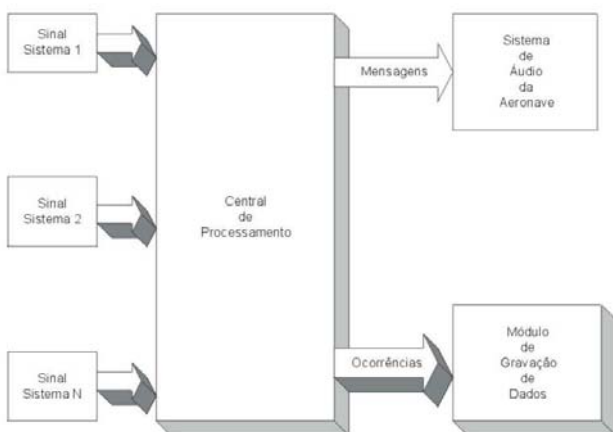 Sinal
Sistema 1
Sinal
Sistema 2
Sinal
Sistema N
Central
de
Processamento
Mensagens
Ocorrências
Sistema
de
Áudio
da
Aeronave
Módulo
de
Gravação
de
Dados